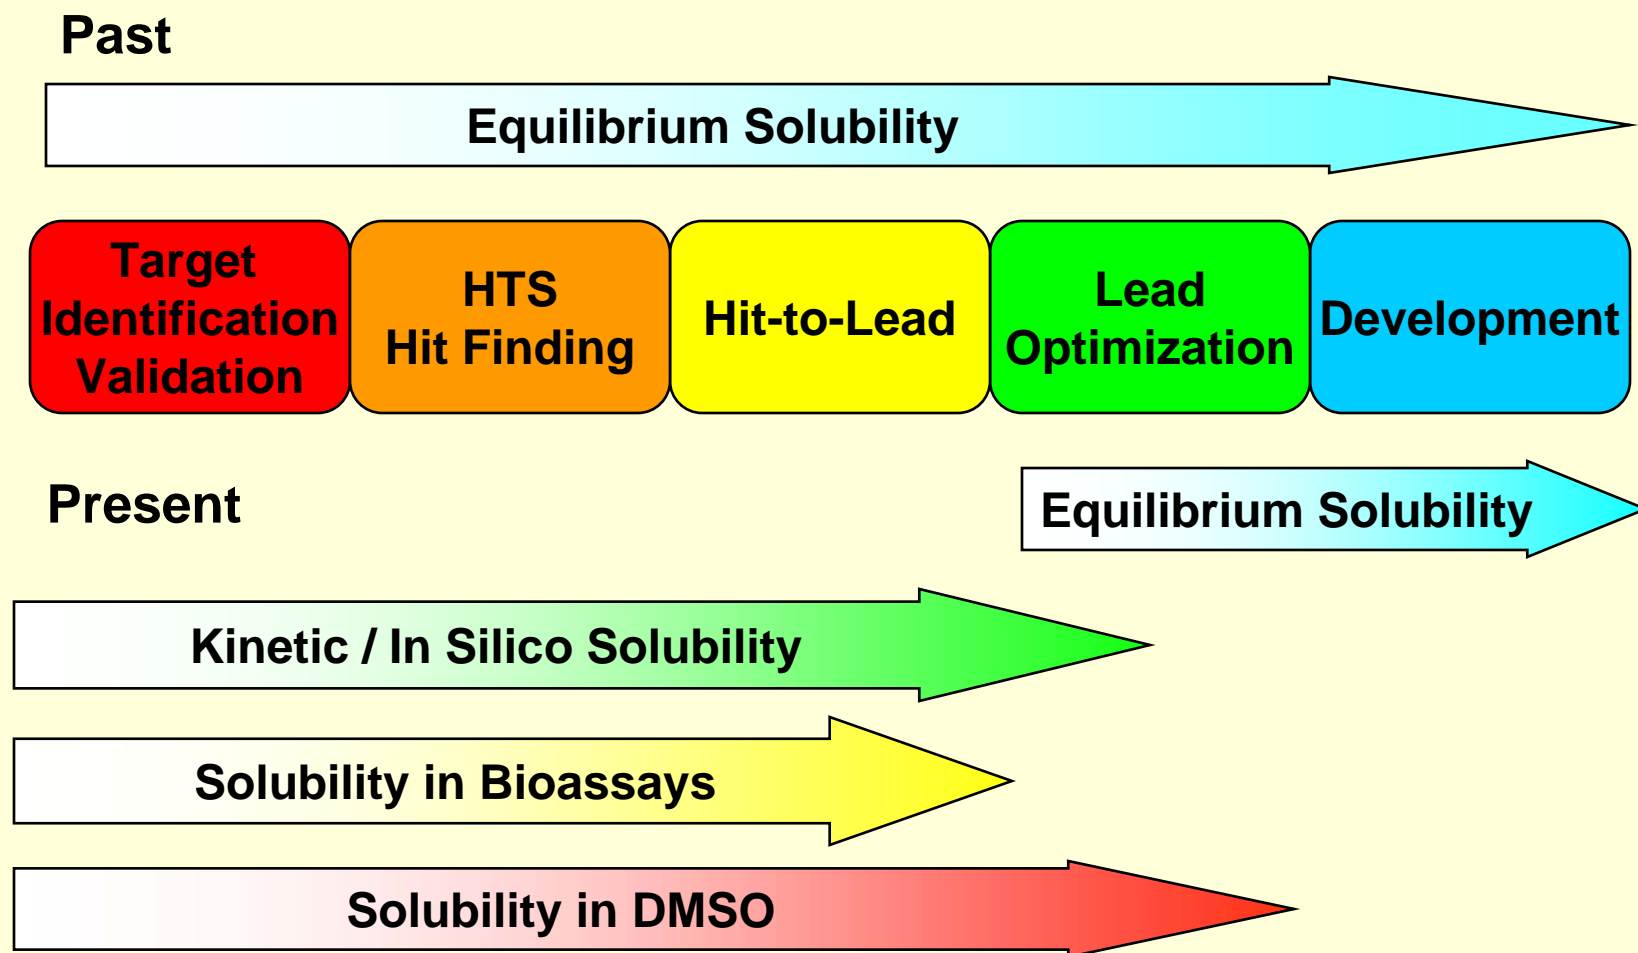 Past
Equilibrium Solubility
Target
Identification
Validation
HTS
Hit Finding
Hit-to-Lead
Lead
Optimization
Development
Present
Equilibrium Solubility
Kinetic / In Silico Solubility
Solubility in Bioassays
Solubility in DMSO